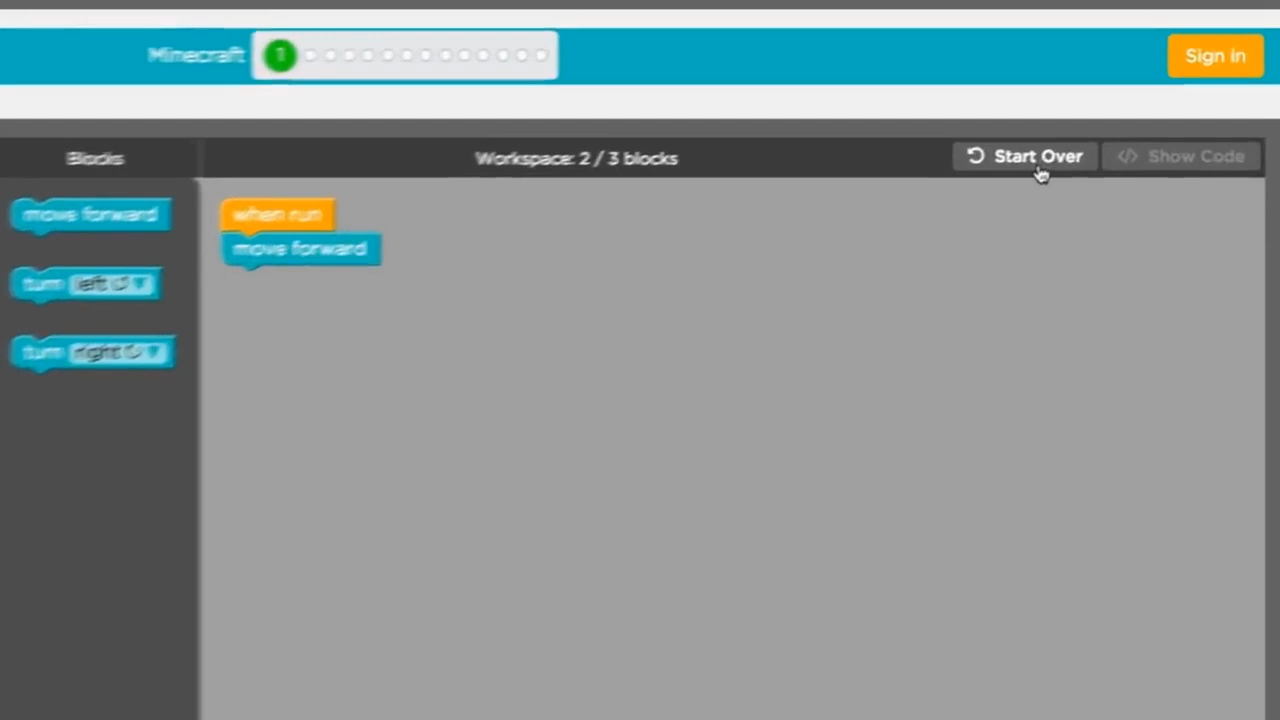 Minecraft 1
Sign in
Blocks
Workspace: 2 / 3 blocks
Start Over
</> Show Code
move forward
turn left
turn right
when run
move forward